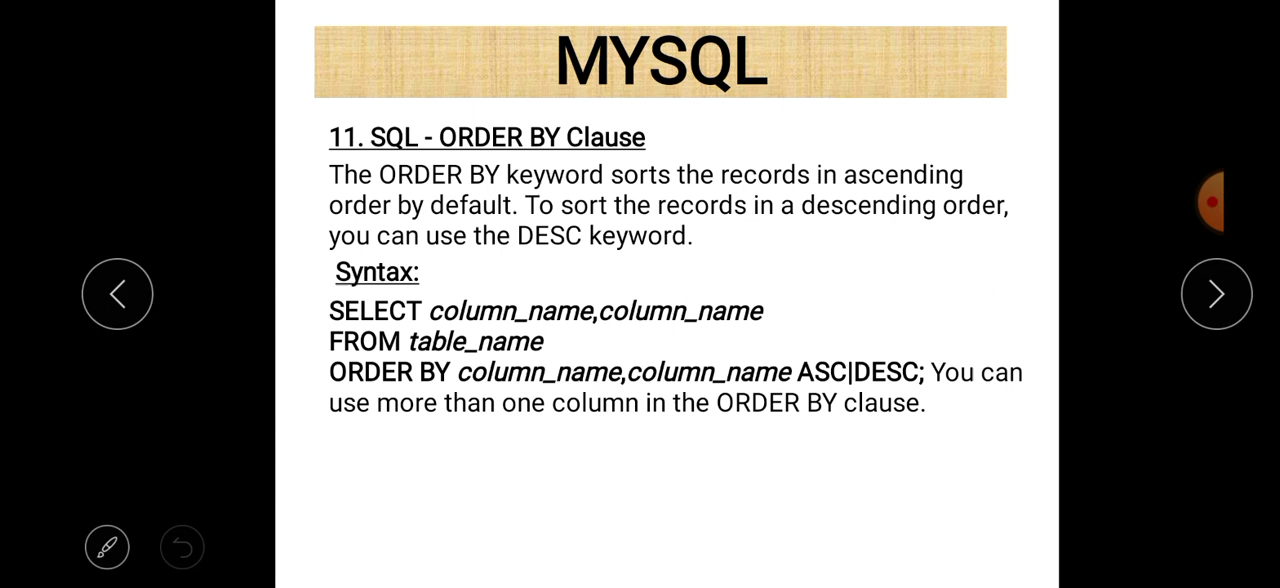 MYSQL
11. SQL - ORDER BY Clause
The ORDER BY keyword sorts the records in ascending
order by default. To sort the records in a descending order,
you can use the DESC keyword.
Syntax:
SELECT column_name,column_name
FROM table_name
ORDER BY column_name,column_name ASC|DESC; You can
use more than one column in the ORDER BY clause.